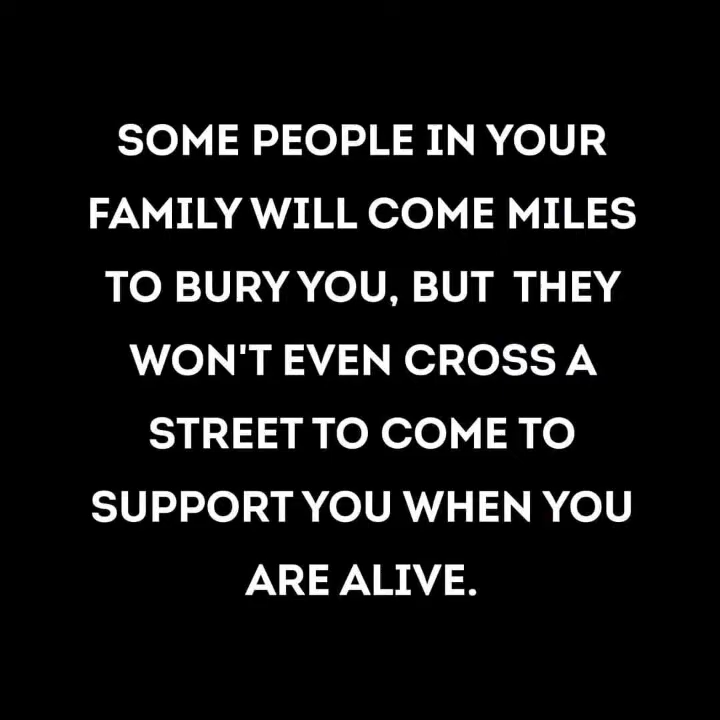 SOME PEOPLE IN YOUR
FAMILY WILL COME MILES
TO BURY YOU, BUT THEY
WON'T EVEN CROSS A
STREET TO COME TO
SUPPORT YOU WHEN YOU
ARE ALIVE.